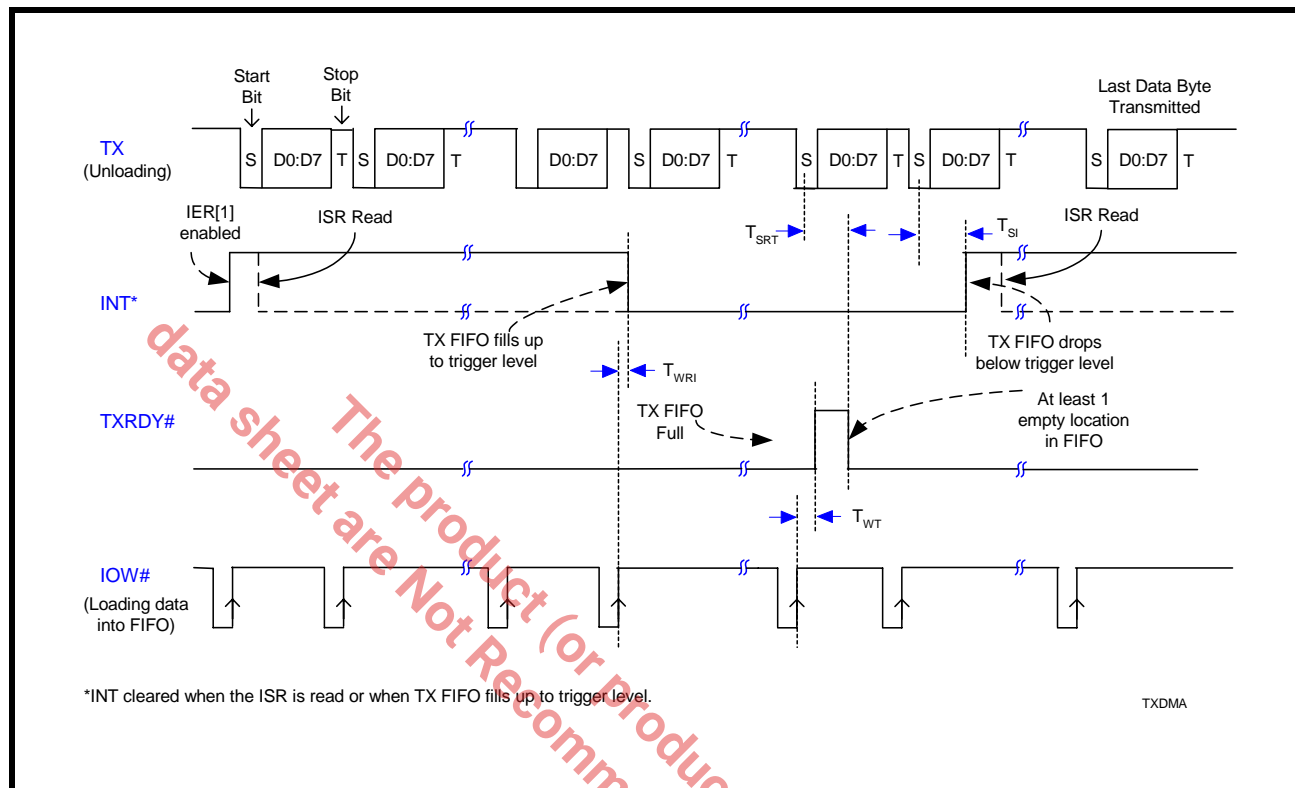 Start
Bit
Stop
Bit
Last Data Byte
Transmitted
TX
(Unloading)
S D0:D7 T S D0:D7 T D0:D7 S D0:D7 T S D0:D7 T S D0:D7 T S D0:D7 T
IER[1]
enabled
ISR Read
TSRT
TSI
ISR Read
INT*
TX FIFO fills up
to trigger level
TX FIFO drops
below trigger level
TWRI
TXRDY#
TX FIFO
Full
At least 1
empty location
in FIFO
TWT
IOW#
(Loading data
into FIFO)
*INT cleared when the ISR is read or when TX FIFO fills up to trigger level.
TXDMA
The product (or produc
data sheet are Not Recomm